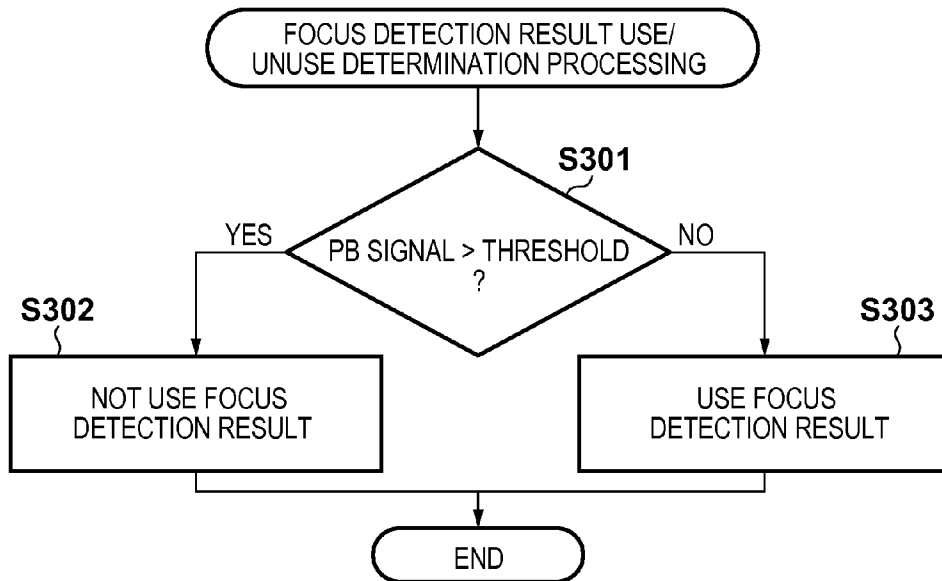 FOCUS DETECTION RESULT USE/
UNUSE DETERMINATION PROCESSING
S301
YES
PB SIGNAL > THRESHOLD
?
NO
S302
S303
NOT USE FOCUS
DETECTION RESULT
USE FOCUS
DETECTION RESULT
END